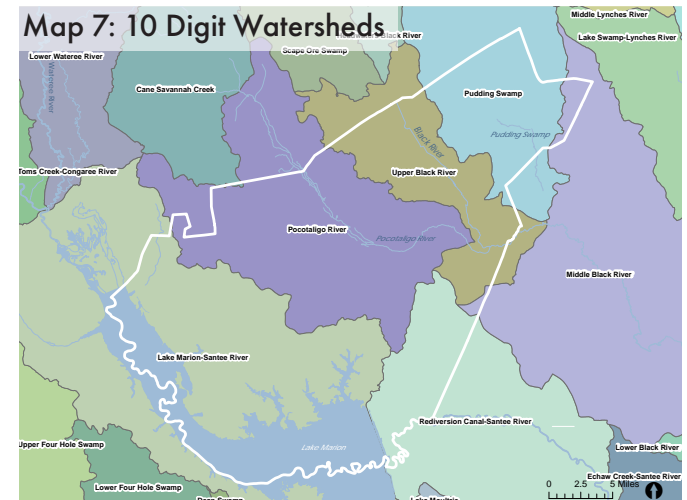 Map 7: 10 Digit Watersheds
Middle Lynches River
Black River
Lake Swamp-Lynches River
Scape Ore Swamp
Lower Wateree River
Wateree River
Cane Savannah Creek
Pudding Swamp
Pudding Swamp
Black River
Toms Creek-Congaree River
Upper Black River
Pocotaligo River
Pocotaligo River
Middle Black River
Lake Marion-Santee River
Rediversion Canal-Santee River
Upper Four Hole Swamp
Lake Marion
Lower Black River
Echaw Creek-Santee River
Lower Four Hole Swamp
0 2.5 5 Miles
Swamp
Lake Moultrie